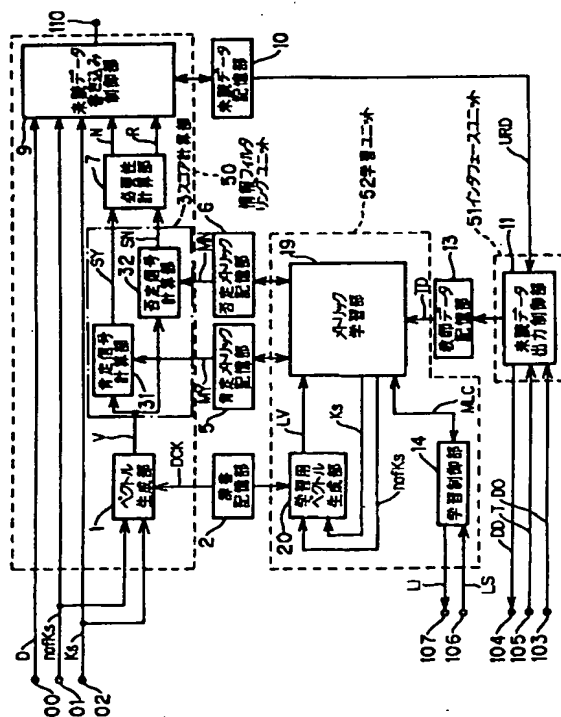 110
9
未読データ
書き込み
制御部
10
未読データ
記憶部
N
R
7
必要性計算部
3スコア計算部
50
情報フィルタ
リングユニット
SY
SN
32
否定信号
計算部
肯定信号
計算部
31
MY
MN
5
肯定メトリック
記憶部
6
否定メトリック
記憶部
V
1
ベクトル
生成部
DCK
2
辞書
記憶部
D
nofKs
Ks
00
01
02
52学習ユニット
19
メトリック
学習部
LV
Ks
nofKs
20
学習用
ベクトル
生成部
MLC
14
学習制御部
LI
LS
107
106
TD
13
教師データ
記憶部
URD
51インタフェースユニット
11
未読データ
出力制御部
DD,T,DO
104
105
103